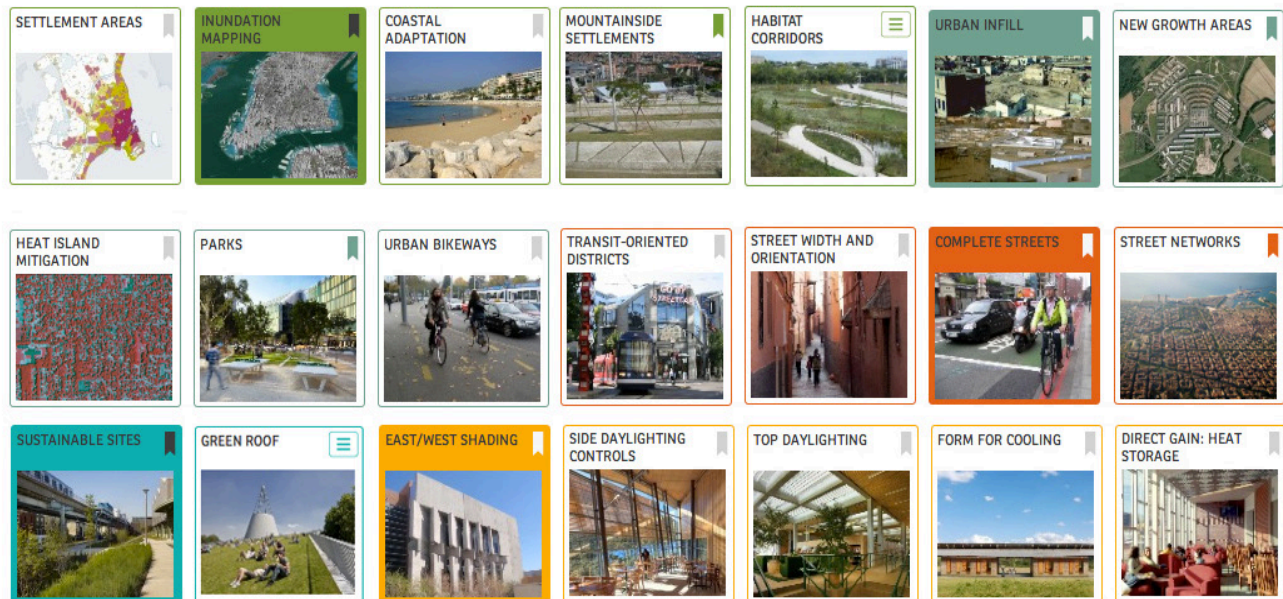 SETTLEMENT AREAS
INUNDATION
MAPPING
COASTAL
ADAPTATION
MOUNTAINSIDE
SETTLEMENTS
HABITAT
CORRIDORS
URBAN INFILL
NEW GROWTH AREAS
HEAT ISLAND
MITIGATION
PARKS
URBAN BIKEWAYS
TRANSIT-ORIENTED
DISTRICTS
STREET WIDTH AND
ORIENTATION
COMPLETE STREETS
STREET NETWORKS
SUSTAINABLE SITES
GREEN ROOF
EAST/WEST SHADING
SIDE DAYLIGHTING
CONTROLS
TOP DAYLIGHTING
FORM FOR COOLING
DIRECT GAIN: HEAT
STORAGE